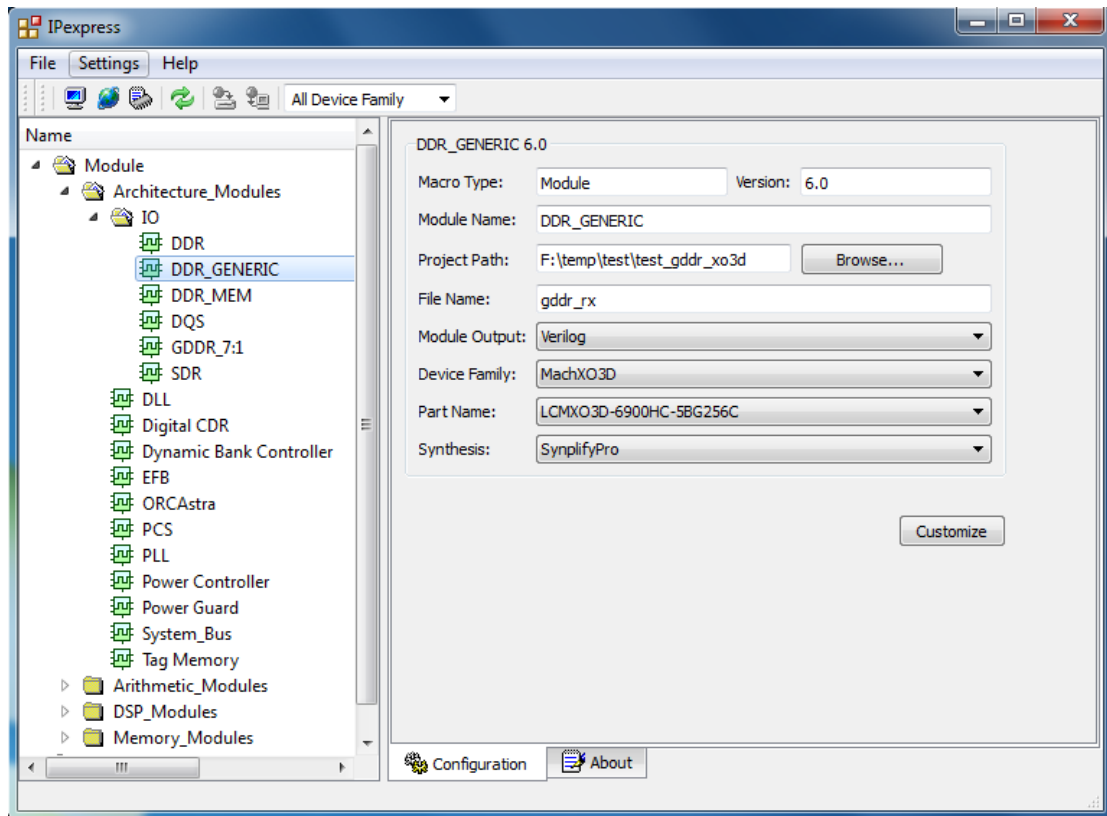 IPexpress
File Settings Help
All Device Family
Name
Module
Architecture_Modules
IO
DDR
DDR_GENERIC
DDR_MEM
DQS
GDDR_7:1
SDR
DLL
Digital CDR
Dynamic Bank Controller
EFB
ORCAstra
PCS
PLL
Power Controller
Power Guard
System_Bus
Tag Memory
Arithmetic_Modules
DSP_Modules
Memory_Modules
DDR_GENERIC 6.0
Macro Type: Module Version: 6.0
Module Name: DDR_GENERIC
Project Path: F:\temp\test\test_gddr_xo3d Browse...
File Name: gddr_rx
Module Output: Verilog
Device Family: MachXO3D
Part Name: LCMXO3D-6900HC-5BG256C
Synthesis: SynplifyPro
Customize
Configuration About